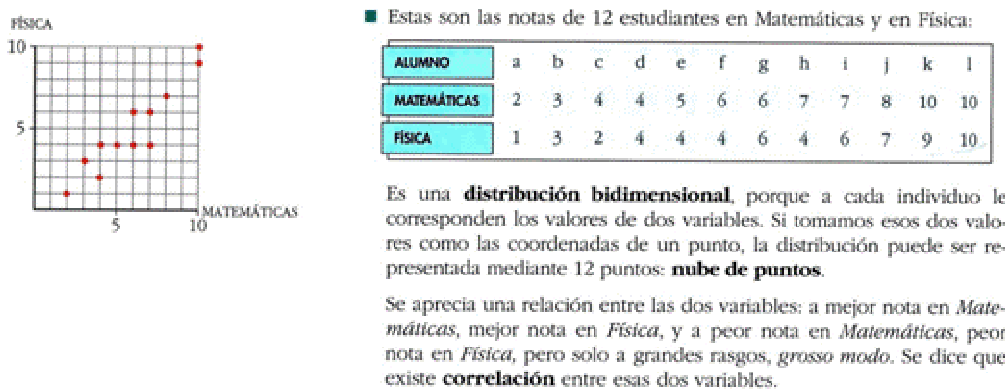 FÍSICA
10
5
5
10
MATEMÁTICAS
Estas son las notas de 12 estudiantes en Matemáticas y en Física:
ALUMNO a b c d e f g h i j k l
MATEMÁTICAS 2 3 4 4 5 6 6 7 7 8 10 10
FÍSICA 1 3 2 4 4 4 6 4 6 7 9 10
Es una distribución bidimensional, porque a cada individuo le
corresponden los valores de dos variables. Si tomamos esos dos valo-
res como las coordenadas de un punto, la distribución puede ser re-
presentada mediante 12 puntos: nube de puntos.
Se aprecia una relación entre las dos variables: a mejor nota en Mate-
máticas, mejor nota en Física, y a peor nota en Matemáticas, peor
nota en Física, pero solo a grandes rasgos, grosso modo. Se dice que
existe correlación entre esas dos variables.